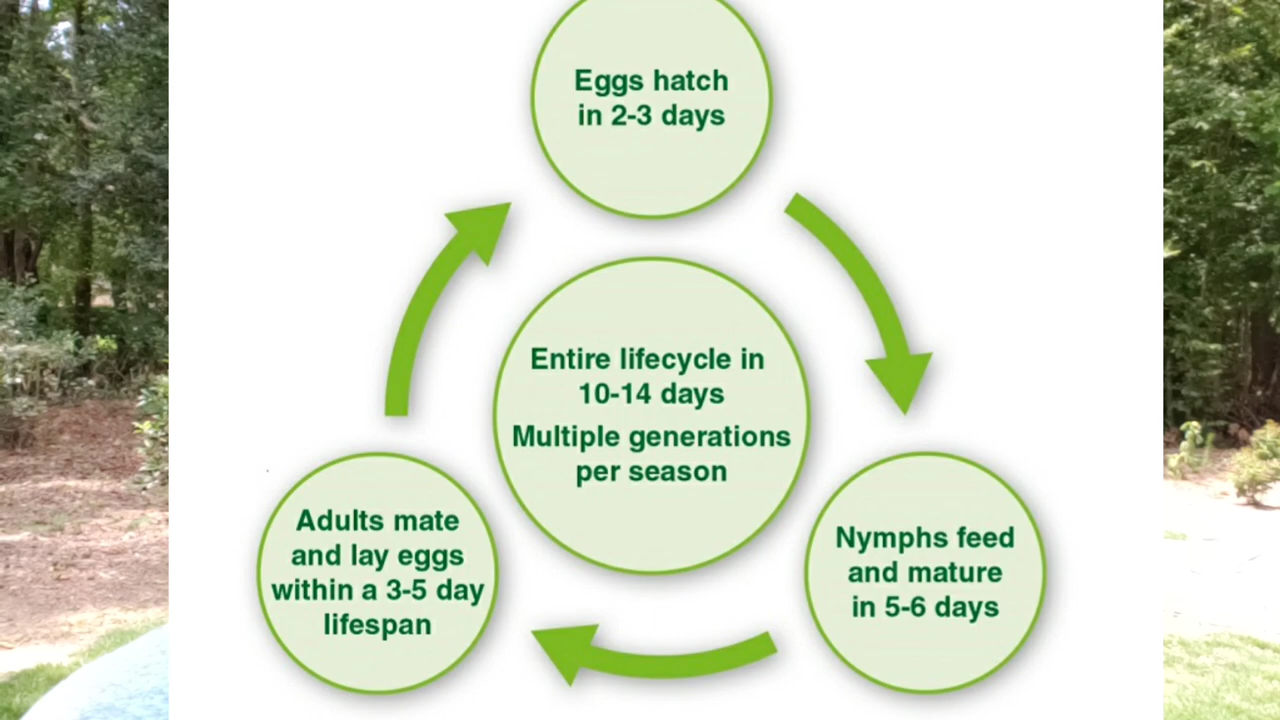 Eggs hatch
in 2-3 days
Entire lifecycle in
10-14 days
Multiple generations
per season
Adults mate
and lay eggs
within a 3-5 day
lifespan
Nymphs feed
and mature
in 5-6 days